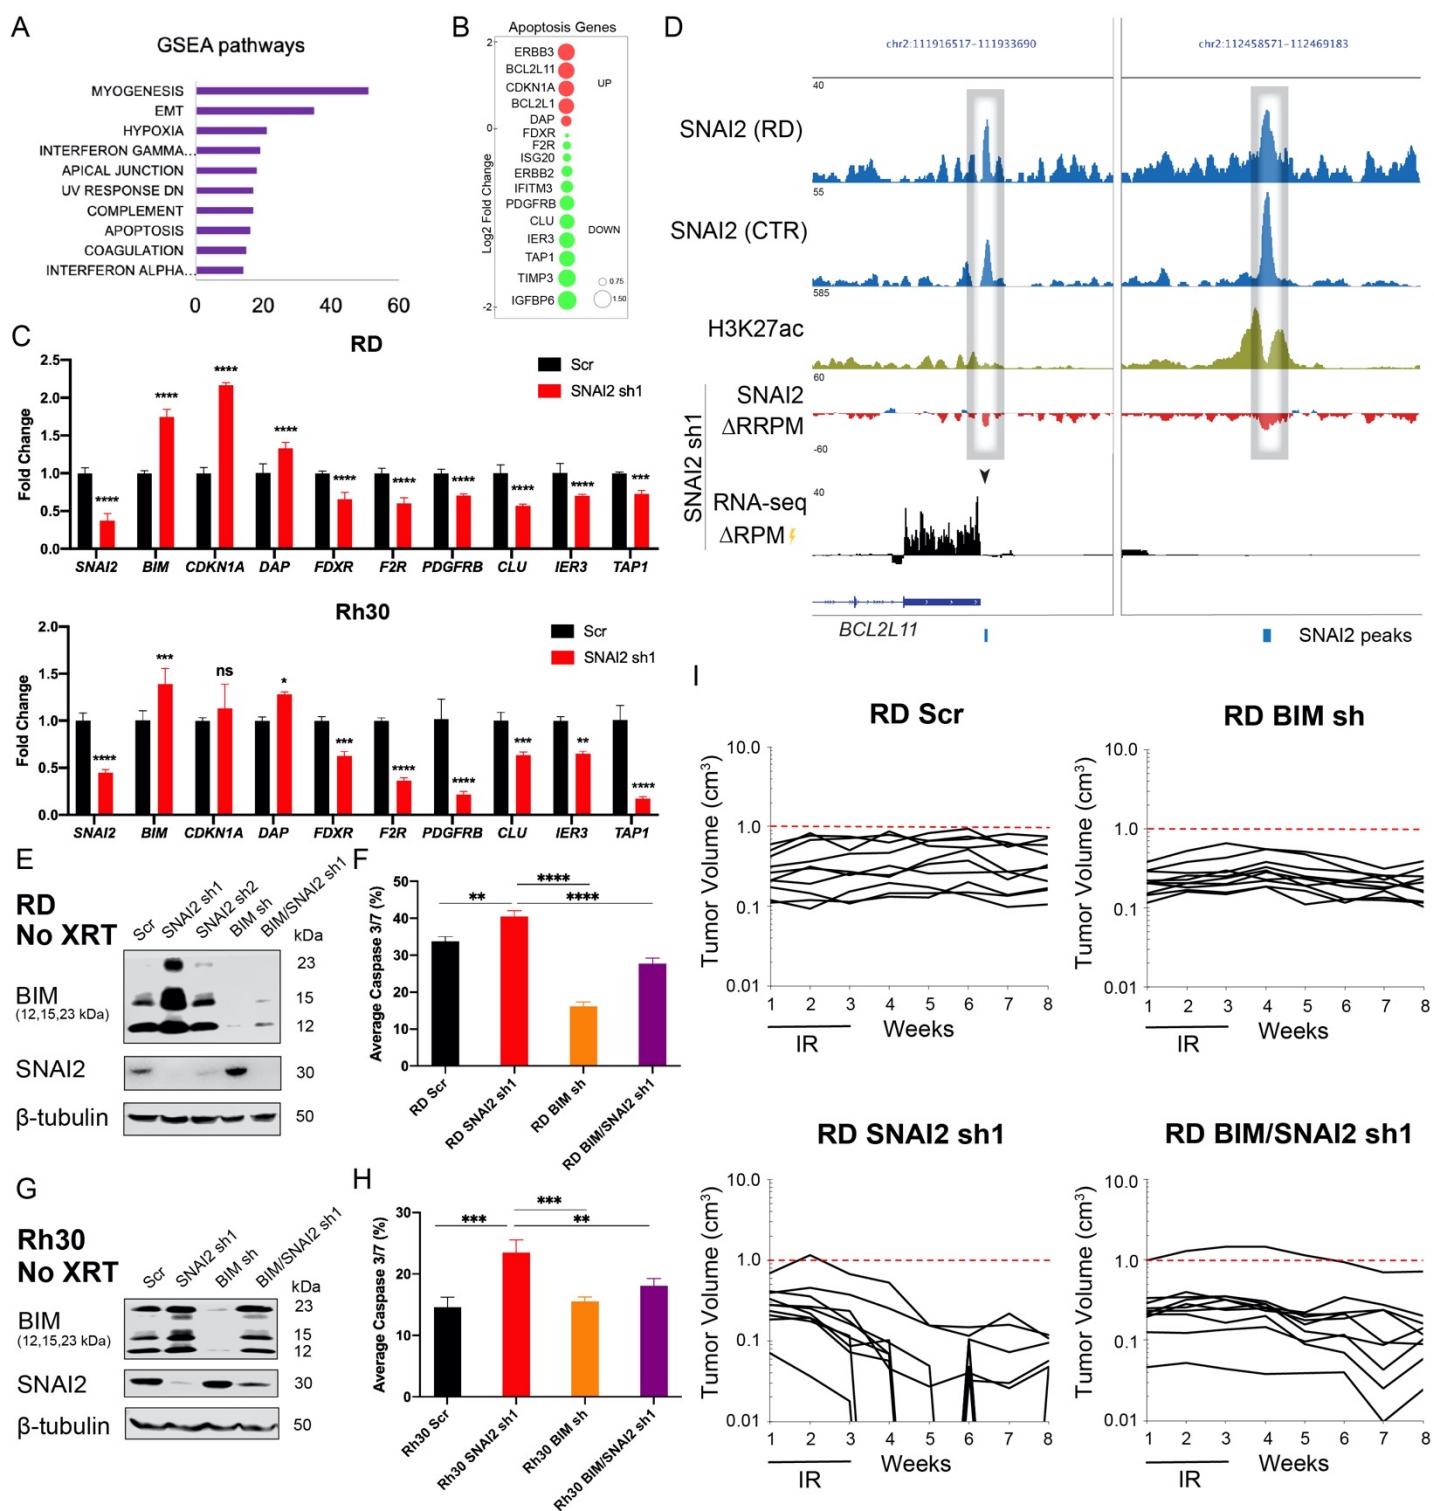 A
GSEA pathways
MYOGENESIS
EMT
HYPOXIA
INTERFERON GAMMA...
APICAL JUNCTION
UV RESPONSE DN
COMPLEMENT
APOPTOSIS
COAGULATION
INTERFERON ALPHA...
0 20 40 60
B
Apoptosis Genes
Log2 Fold Change
2
0
-2
ERBB3
BCL2L11
CDKN1A
BCL2L1
DAP
FDXR
F2R
ISG20
ERBB2
IFITM3
PDGFRB
CLU
IER3
TAP1
TIMP3
IGFBP6
UP
DOWN
0.75
1.50
C
RD
Fold Change
2.5
2.0
1.5
1.0
0.5
0.0
Scr
SNAI2 sh1
**** **** **** **** **** **** **** **** **** ***
SNAI2 BIM CDKN1A DAP FDXR F2R PDGFRB CLU IER3 TAP1
Rh30
Fold Change
2.0
1.5
1.0
0.5
0.0
Scr
SNAI2 sh1
**** *** ns * *** **** **** *** ** ****
SNAI2 BIM CDKN1A DAP FDXR F2R PDGFRB CLU IER3 TAP1
D
chr2:111916517-111933690 chr2:112458571-112469183
40
SNAI2 (RD)
55
SNAI2 (CTR)
585
H3K27ac
60
SNAI2 sh1
SNAI2
ΔRRPM
-60
40
RNA-seq
ΔRPM
BCL2L11
SNAI2 peaks
E
RD
No XRT
Scr SNAI2 sh1 SNAI2 sh2 BIM sh BIM/SNAI2 sh1
kDa
BIM
(12,15,23 kDa)
23
15
12
SNAI2 30
β-tubulin 50
F
Average Caspase 3/7 (%)
50
40
30
20
10
0
** **** ****
RD Scr
RD SNAI2 sh1
RD BIM sh
RD BIM/SNAI2 sh1
G
Rh30
No XRT
Scr SNAI2 sh1 BIM sh BIM/SNAI2 sh1
kDa
BIM
(12,15,23 kDa)
23
15
12
SNAI2 30
β-tubulin 50
H
Average Caspase 3/7 (%)
30
20
10
0
*** *** **
Rh30 Scr
Rh30 SNAI2 sh1
Rh30 BIM sh
Rh30 BIM/SNAI2 sh1
I
RD Scr
Tumor Volume (cm3)
10.0
1.0
0.1
0.01
1 2 3 4 5 6 7 8
IR
Weeks
RD BIM sh
Tumor Volume (cm3)
10.0
1.0
0.1
0.01
1 2 3 4 5 6 7 8
IR
Weeks
RD SNAI2 sh1
Tumor Volume (cm3)
10.0
1.0
0.1
0.01
1 2 3 4 5 6 7 8
IR
Weeks
RD BIM/SNAI2 sh1
Tumor Volume (cm3)
10.0
1.0
0.1
0.01
1 2 3 4 5 6 7 8
IR
Weeks